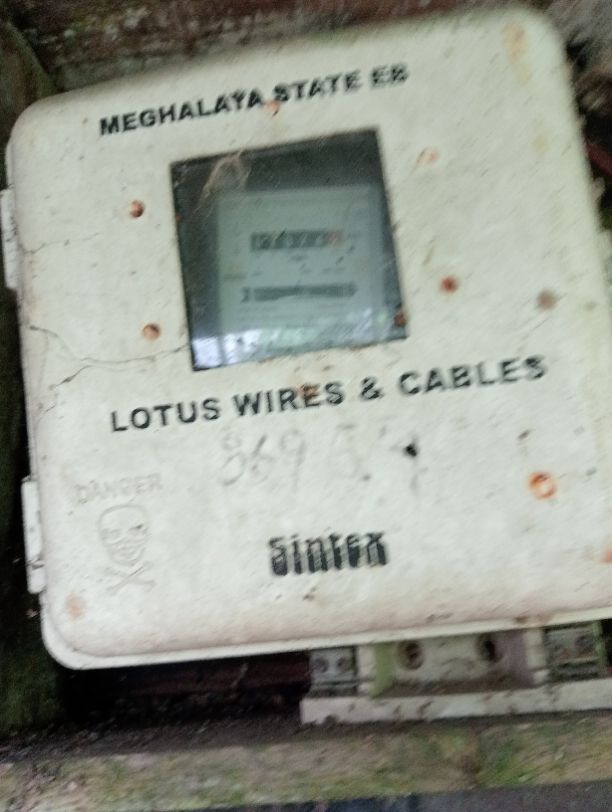 MEGHALAYA STATE EB
LOTUS WIRES & CABLES
DANGER
Sintex